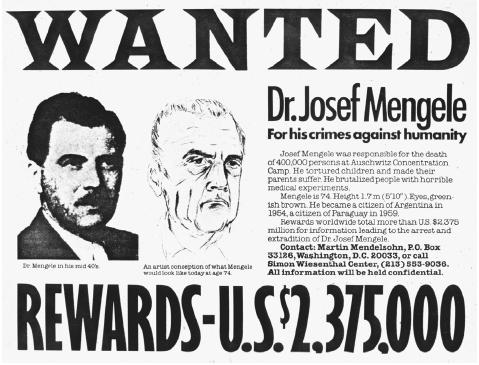 WANTED
Dr. Josef Mengele
For his crimes against humanity
Josef Mengele was responsible for the death
of 400,000 persons at Auschwitz Concentration
Camp. He tortured children and made their
parents suffer. He brutalized people with horrible
medical experiments.
Mengele is 74. Height 1.7 m (5'10"). Eyes, green-
ish brown. He became a citizen of Argentina in
1954, a citizen of Paraguay in 1959.
Rewards worldwide total more than U.S. $2.375
million for information leading to the arrest and
extradition of Dr. Josef Mengele.
Contact: Martin Mendelsohn, P.O. Box
33126, Washington, D.C. 20033, or call
Simon Wiesenthal Center, (213) 553-9036.
All information will be held confidential.
Dr. Mengele in his mid 40's.
An artist conception of what Mengele
would look like today at age 74.
REWARDS-U.S.$2,375,000